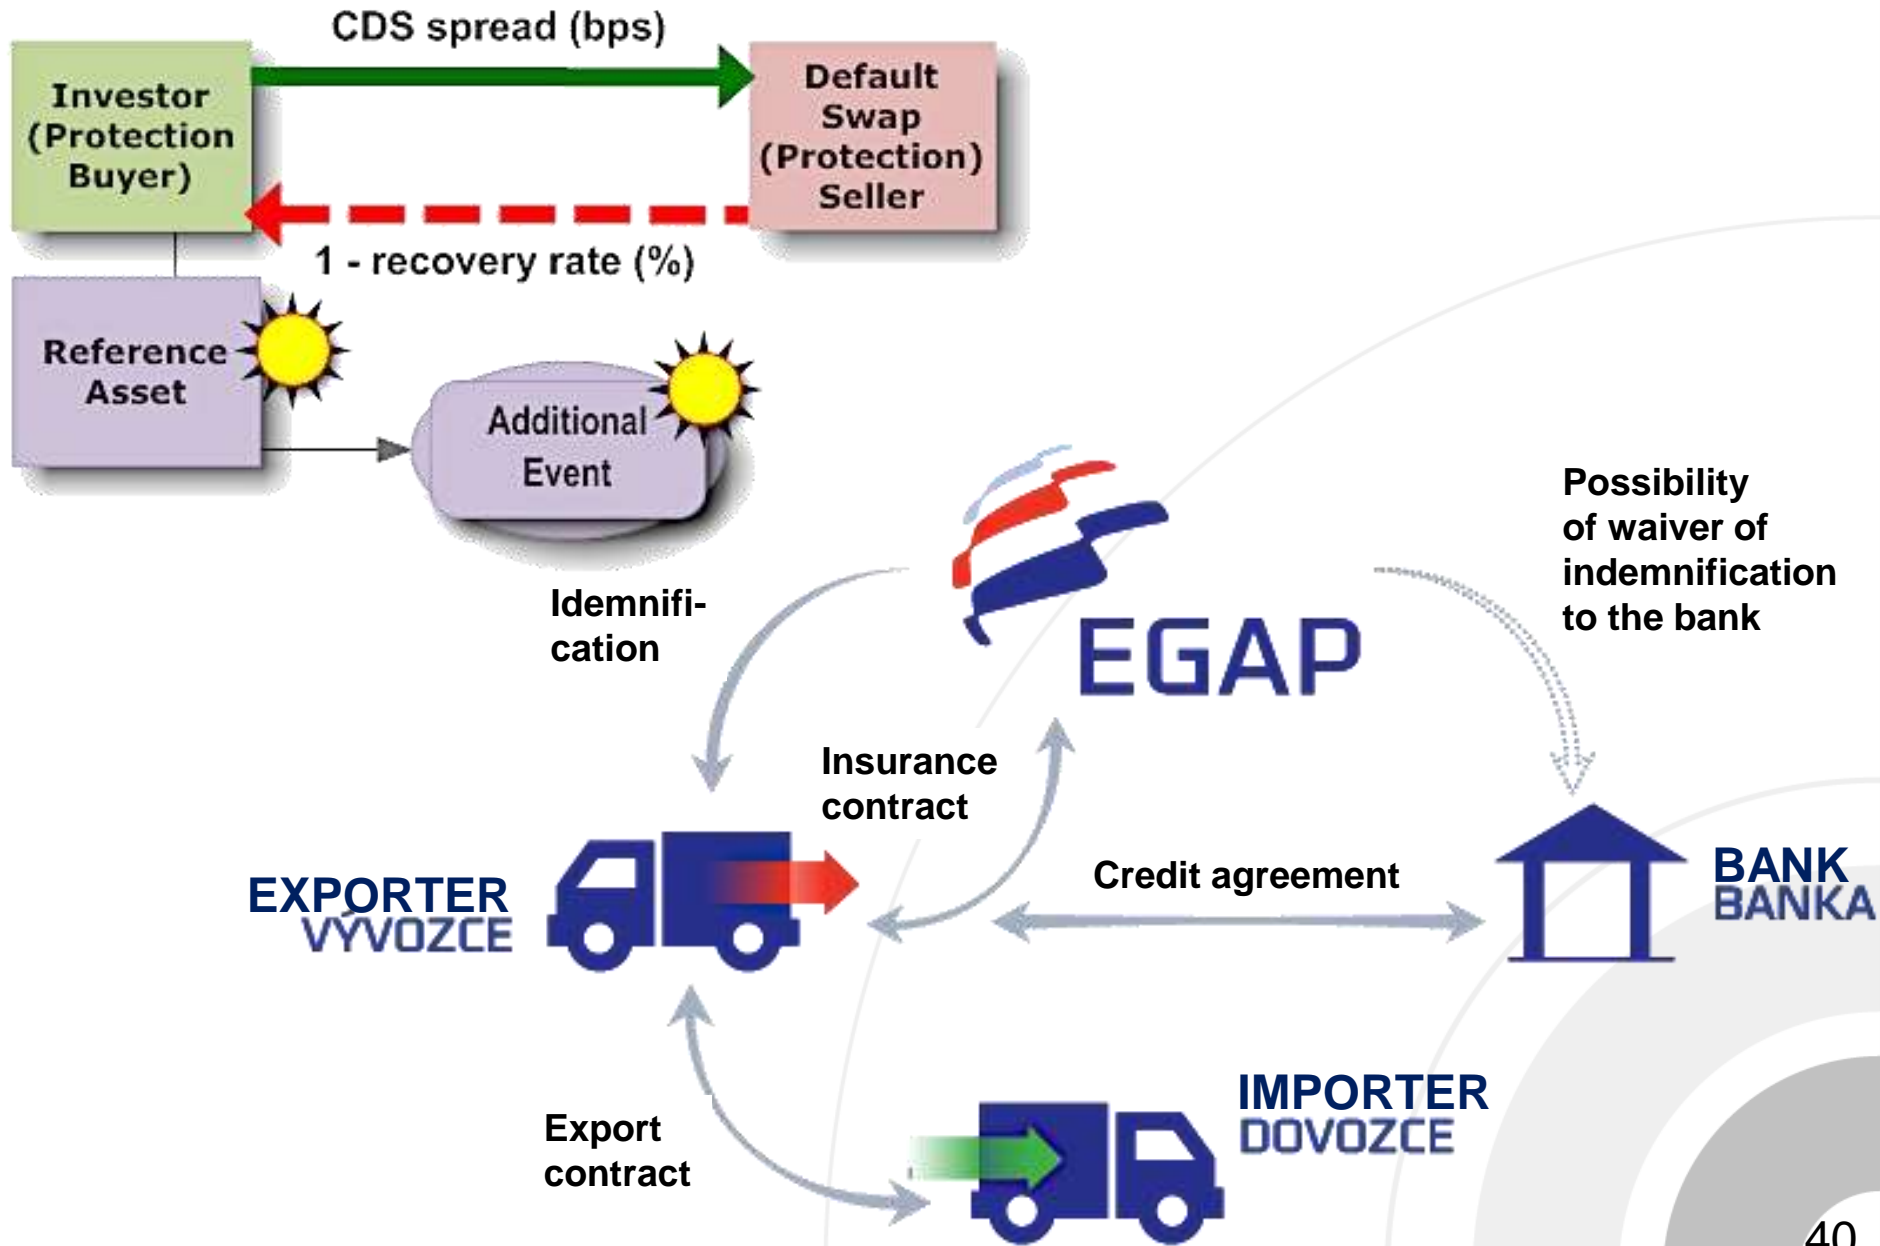 CDS spread (bps)
Investor
(Protection
Buyer)
Default
Swap
(Protection)
Seller
1 - recovery rate (%)
Reference
Asset
Additional
Event
Idemnifi-
cation
EGAP
Possibility
of waiver of
indemnification
to the bank
Insurance
contract
Credit agreement
EXPORTER
VÝVOZCE
BANK
BANKA
Export
contract
IMPORTER
DOVOZCE
40